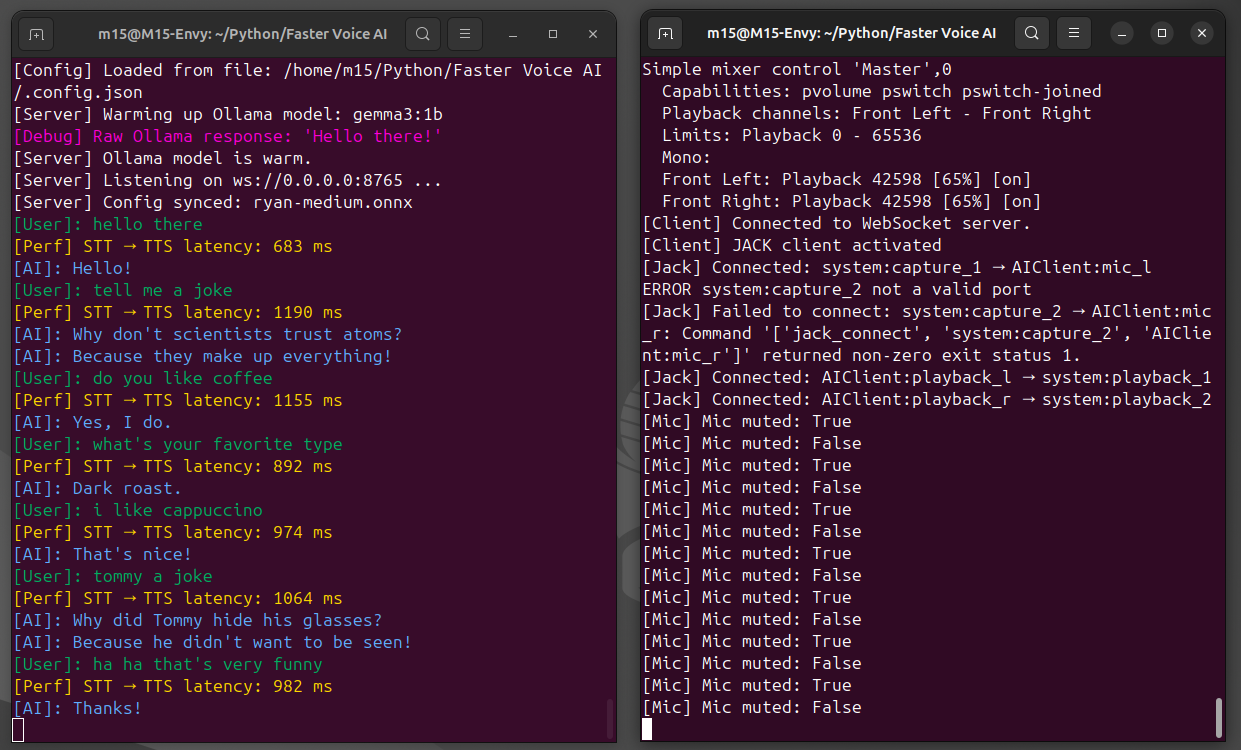 m15@M15-Envy: ~/Python/Faster Voice AI
[Config] Loaded from file: /home/m15/Python/Faster Voice AI
/.config.json
[Server] Warming up Ollama model: gemma3:1b
[Debug] Raw Ollama response: 'Hello there!'
[Server] Ollama model is warm.
[Server] Listening on ws://0.0.0.0:8765 ...
[Server] Config synced: ryan-medium.onnx
[User]: hello there
[Perf] STT → TTS latency: 683 ms
[AI]: Hello!
[User]: tell me a joke
[Perf] STT → TTS latency: 1190 ms
[AI]: Why don't scientists trust atoms?
[AI]: Because they make up everything!
[User]: do you like coffee
[Perf] STT → TTS latency: 1155 ms
[AI]: Yes, I do.
[User]: what's your favorite type
[Perf] STT → TTS latency: 892 ms
[AI]: Dark roast.
[User]: i like cappuccino
[Perf] STT → TTS latency: 974 ms
[AI]: That's nice!
[User]: tommy a joke
[Perf] STT → TTS latency: 1064 ms
[AI]: Why did Tommy hide his glasses?
[AI]: Because he didn't want to be seen!
[User]: ha ha that's very funny
[Perf] STT → TTS latency: 982 ms
[AI]: Thanks!
m15@M15-Envy: ~/Python/Faster Voice AI
Simple mixer control 'Master',0
Capabilities: pvolume pswitch pswitch-joined
Playback channels: Front Left - Front Right
Limits: Playback 0 - 65536
Mono:
Front Left: Playback 42598 [65%] [on]
Front Right: Playback 42598 [65%] [on]
[Client] Connected to WebSocket server.
[Client] JACK client activated
[Jack] Connected: system:capture_1 → AIClient:mic_l
ERROR system:capture_2 not a valid port
[Jack] Failed to connect: system:capture_2 → AIClient:mic
_r: Command '['jack_connect', 'system:capture_2', 'AIClie
nt:mic_r']' returned non-zero exit status 1.
[Jack] Connected: AIClient:playback_l → system:playback_1
[Jack] Connected: AIClient:playback_r → system:playback_2
[Mic] Mic muted: True
[Mic] Mic muted: False
[Mic] Mic muted: True
[Mic] Mic muted: False
[Mic] Mic muted: True
[Mic] Mic muted: False
[Mic] Mic muted: True
[Mic] Mic muted: False
[Mic] Mic muted: True
[Mic] Mic muted: False
[Mic] Mic muted: True
[Mic] Mic muted: False
[Mic] Mic muted: True
[Mic] Mic muted: False